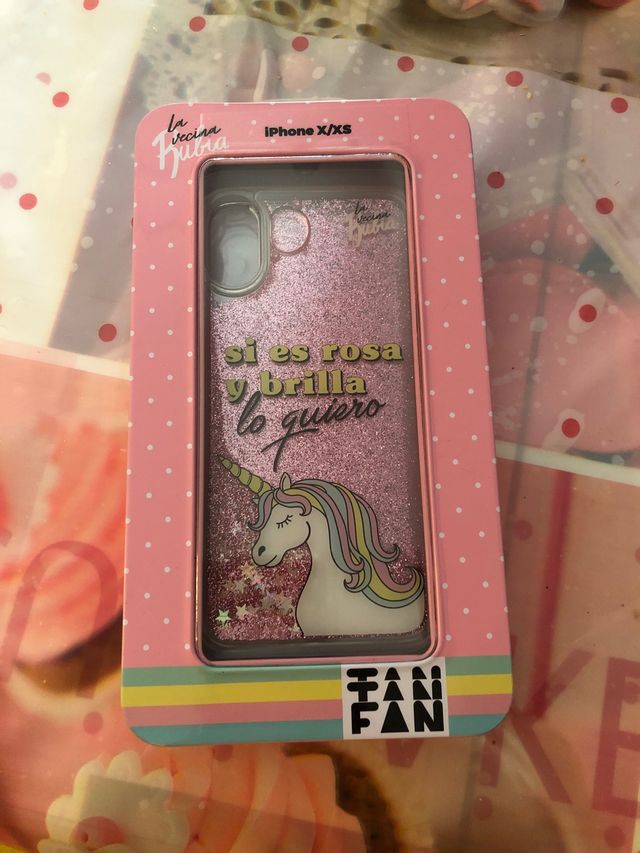 La
vecina
Rubia
iPhone X/XS
la
vecina
Rubia
si es rosa
y brilla
lo quiero
TAN
TAN
FAN